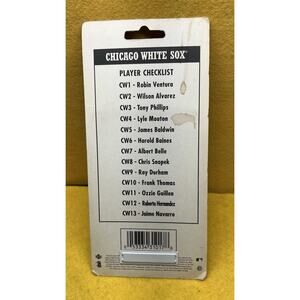 CHICAGO WHITE SOX
PLAYER CHECKLIST
CW1 - Robin Ventura
CW2 - Wilson Alvarez
CW3 - Tony Phillips
CW4 - Lyle Mouton
CW5 - James Baldwin
CW6 - Harold Baines
CW7 - Albert Belle
CW8 - Chris Snopek
CW9 - Ray Durham
CW10 - Frank Thomas
CW11 - Ozzie Guillen
CW12 - Roberto Hernandez
CW13 - Jaime Navarro